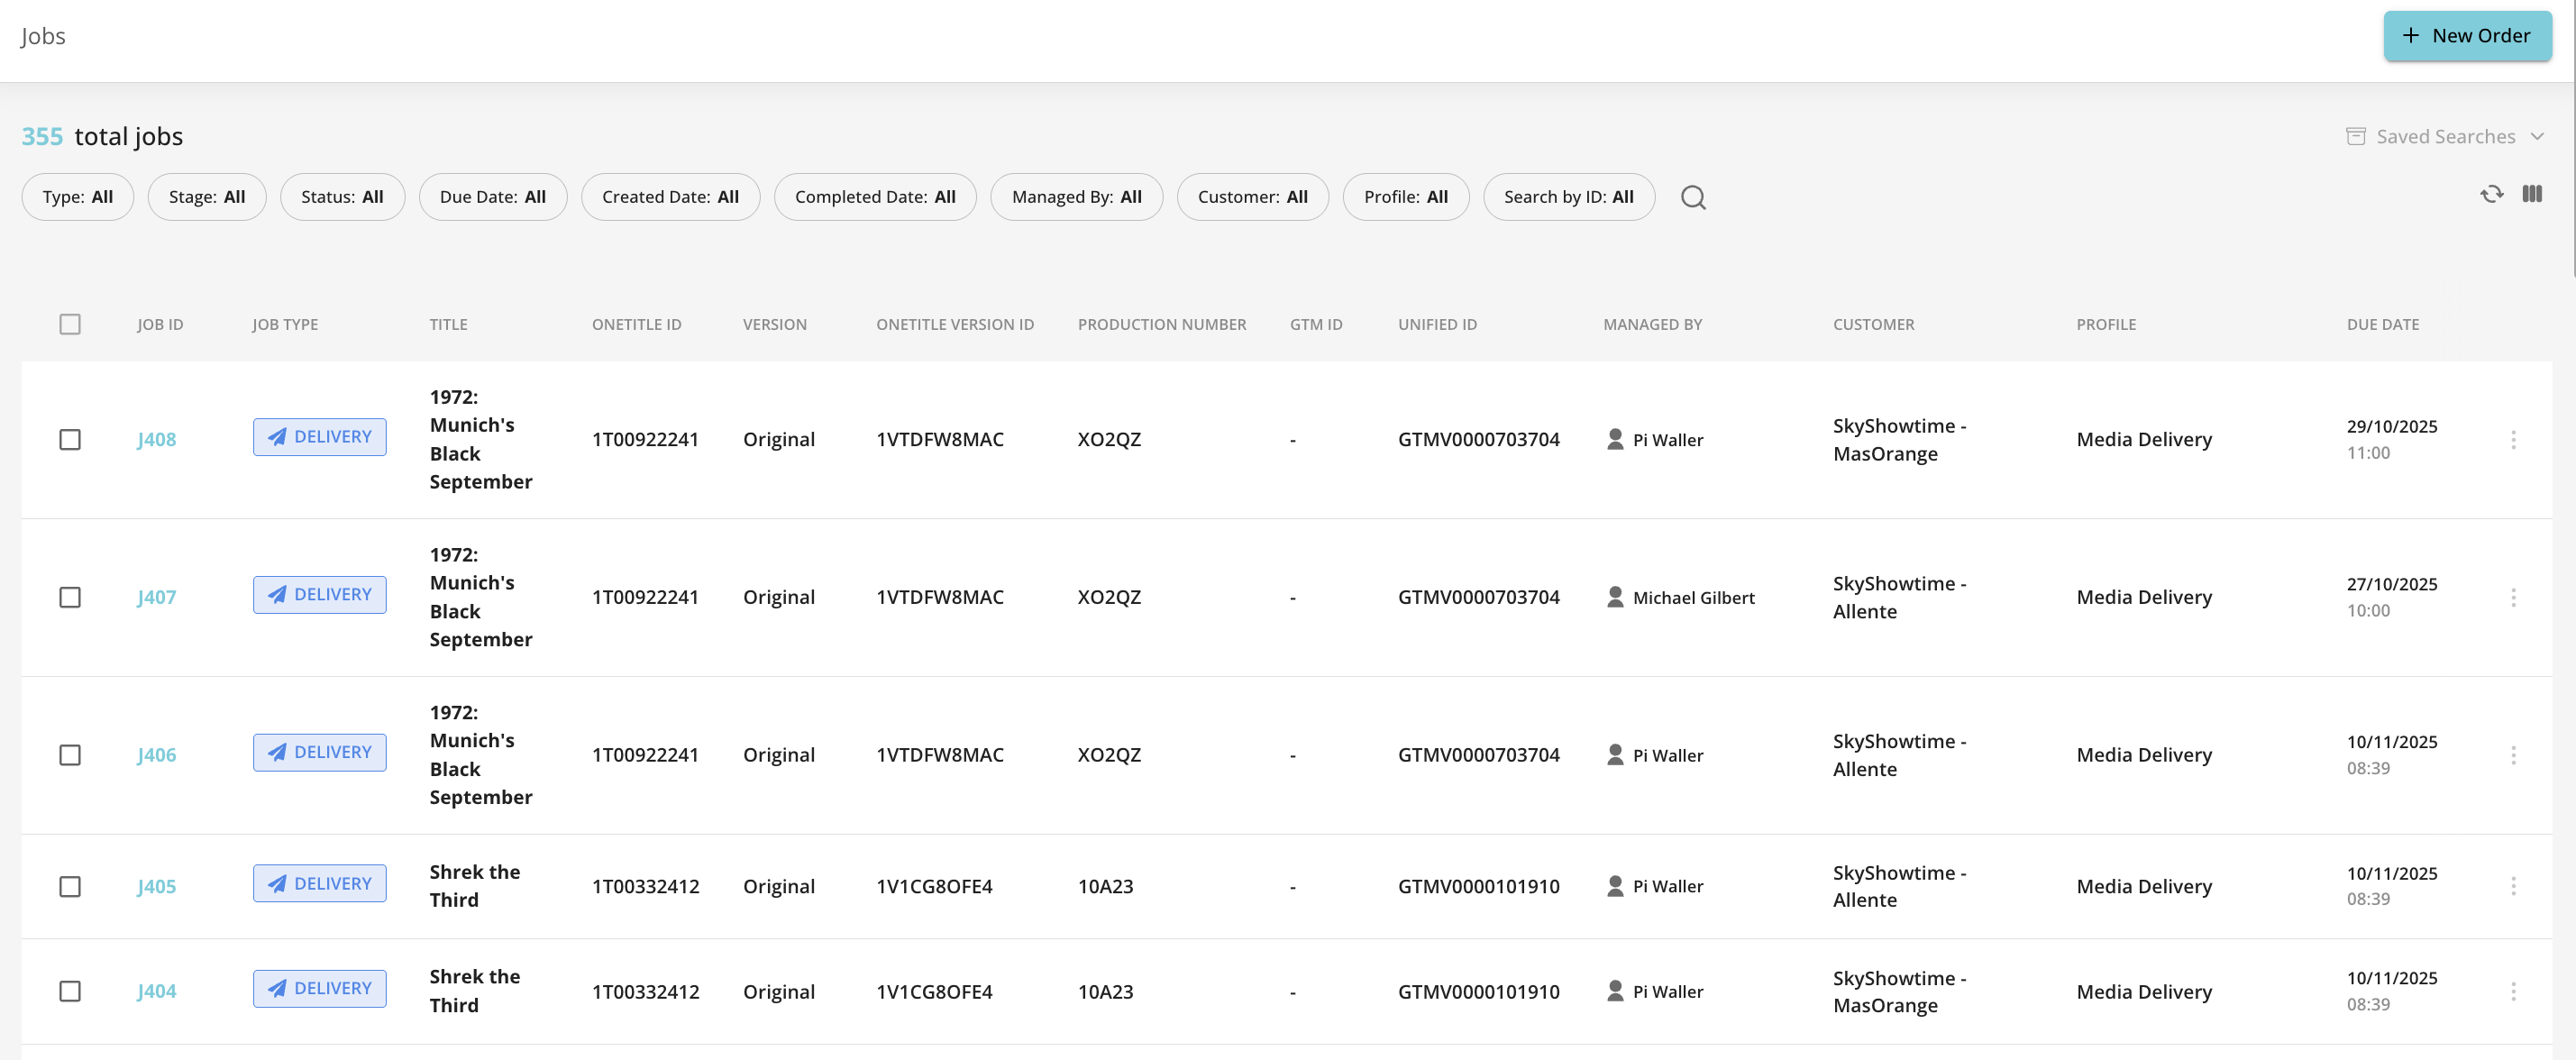 Jobs
+ New Order
355 total jobs
Saved Searches
Type: All Stage: All Status: All Due Date: All Created Date: All Completed Date: All Managed By: All Customer: All Profile: All Search by ID: All
JOB ID JOB TYPE TITLE ONETITLE ID VERSION ONETITLE VERSION ID PRODUCTION NUMBER GTM ID UNIFIED ID MANAGED BY CUSTOMER PROFILE DUE DATE
J408 DELIVERY 1972: Munich's Black September 1T00922241 Original 1VTDFW8MAC XO2QZ - GTMV0000703704 Pi Waller SkyShowtime - MasOrange Media Delivery 29/10/2025 11:00
J407 DELIVERY 1972: Munich's Black September 1T00922241 Original 1VTDFW8MAC XO2QZ - GTMV0000703704 Michael Gilbert SkyShowtime - Allente Media Delivery 27/10/2025 10:00
J406 DELIVERY 1972: Munich's Black September 1T00922241 Original 1VTDFW8MAC XO2QZ - GTMV0000703704 Pi Waller SkyShowtime - Allente Media Delivery 10/11/2025 08:39
J405 DELIVERY Shrek the Third 1T00332412 Original 1V1CG8OFE4 10A23 - GTMV0000101910 Pi Waller SkyShowtime - Allente Media Delivery 10/11/2025 08:39
J404 DELIVERY Shrek the Third 1T00332412 Original 1V1CG8OFE4 10A23 - GTMV0000101910 Pi Waller SkyShowtime - MasOrange Media Delivery 10/11/2025 08:39